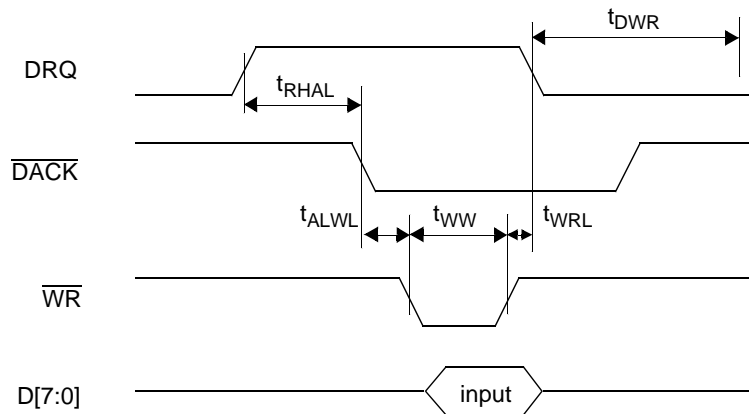 tDWR
DRQ
tRHAL
DACK
tALWL tWW tWRL
WR
D[7:0] input